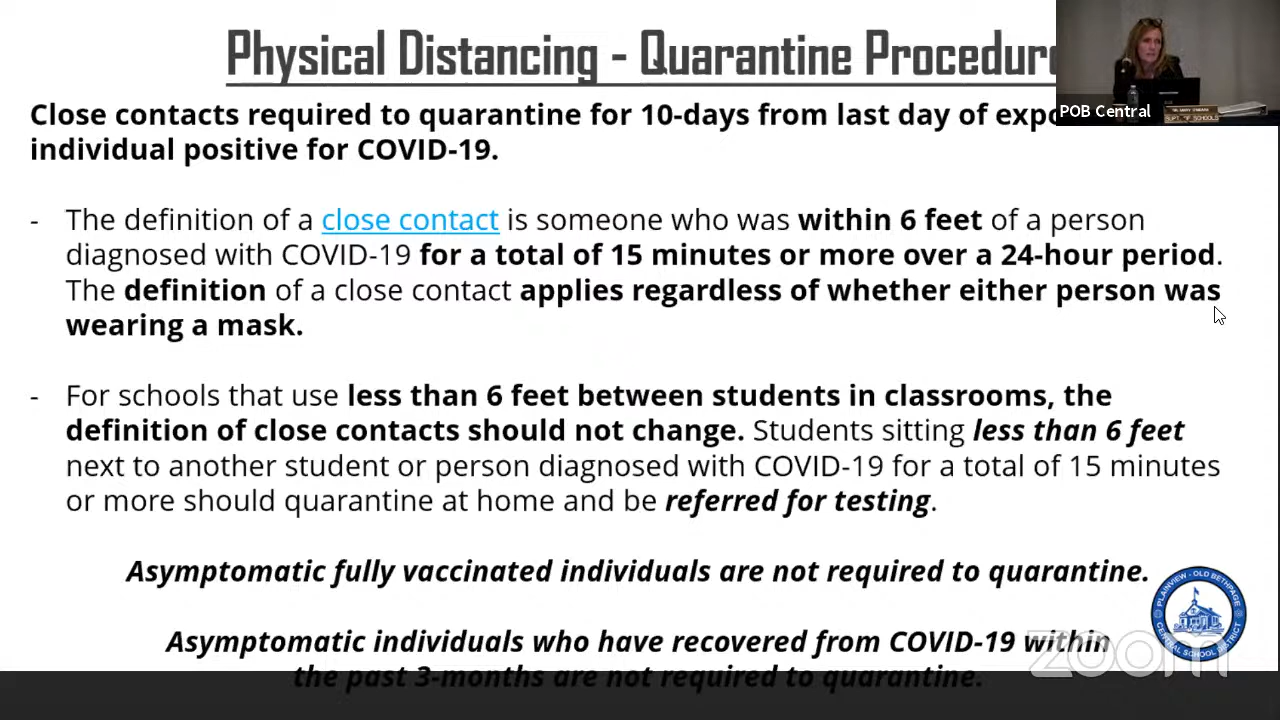 Physical Distancing - Quarantine Procedur
Close contacts required to quarantine for 10-days from last day of expo
individual positive for COVID-19.
- The definition of a close contact is someone who was within 6 feet of a person
diagnosed with COVID-19 for a total of 15 minutes or more over a 24-hour period.
The definition of a close contact applies regardless of whether either person was
wearing a mask.
- For schools that use less than 6 feet between students in classrooms, the
definition of close contacts should not change. Students sitting less than 6 feet
next to another student or person diagnosed with COVID-19 for a total of 15 minutes
or more should quarantine at home and be referred for testing.
Asymptomatic fully vaccinated individuals are not required to quarantine.
Asymptomatic individuals who have recovered from COVID-19 within
the past 3-months are not required to quarantine.
POB Central
SUPT. OF SCHOOLS
PLAINVIEW - OLD BETHPAGE
CENTRAL SCHOOL DISTRICT
zoom